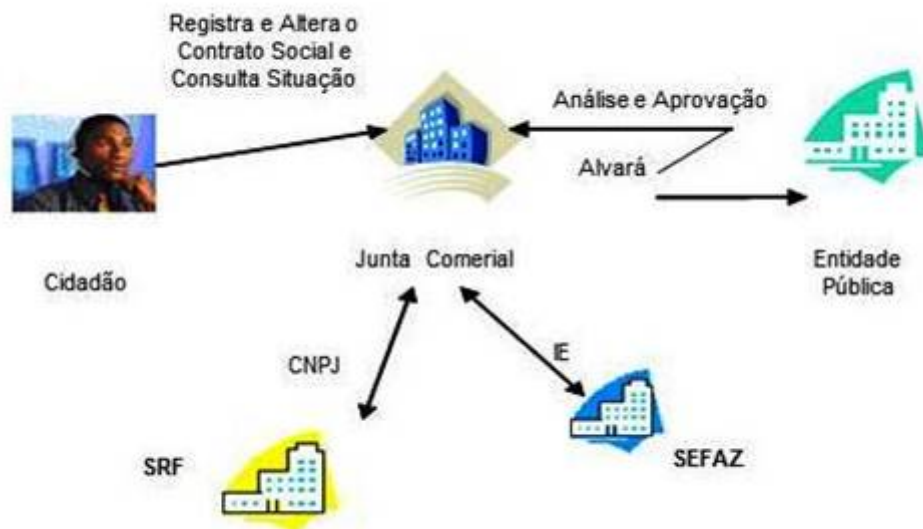 Registra e Altera o
Contrato Social e
Consulta Situação
Análise e Aprovação
Alvará
Cidadão
Junta Comerial
Entidade
Pública
CNPJ
IE
SRF
SEFAZ